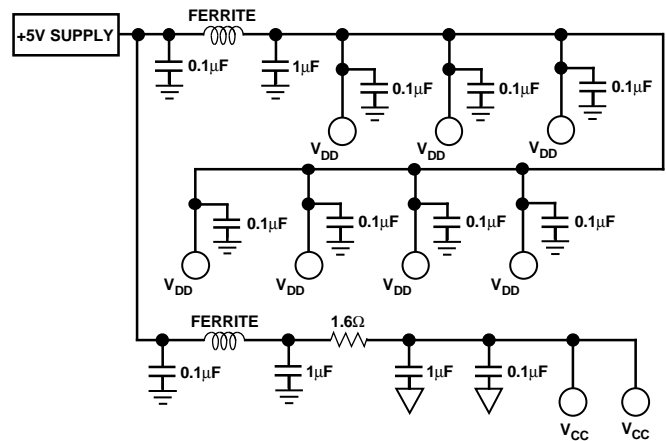 FERRITE
+5V SUPPLY
0.1μF 1μF 0.1μF 0.1μF 0.1μF
VDD VDD VDD
0.1μF 0.1μF 0.1μF 0.1μF
VDD VDD VDD VDD
FERRITE 1.6Ω
0.1μF 1μF 1μF 0.1μF
VCC VCC